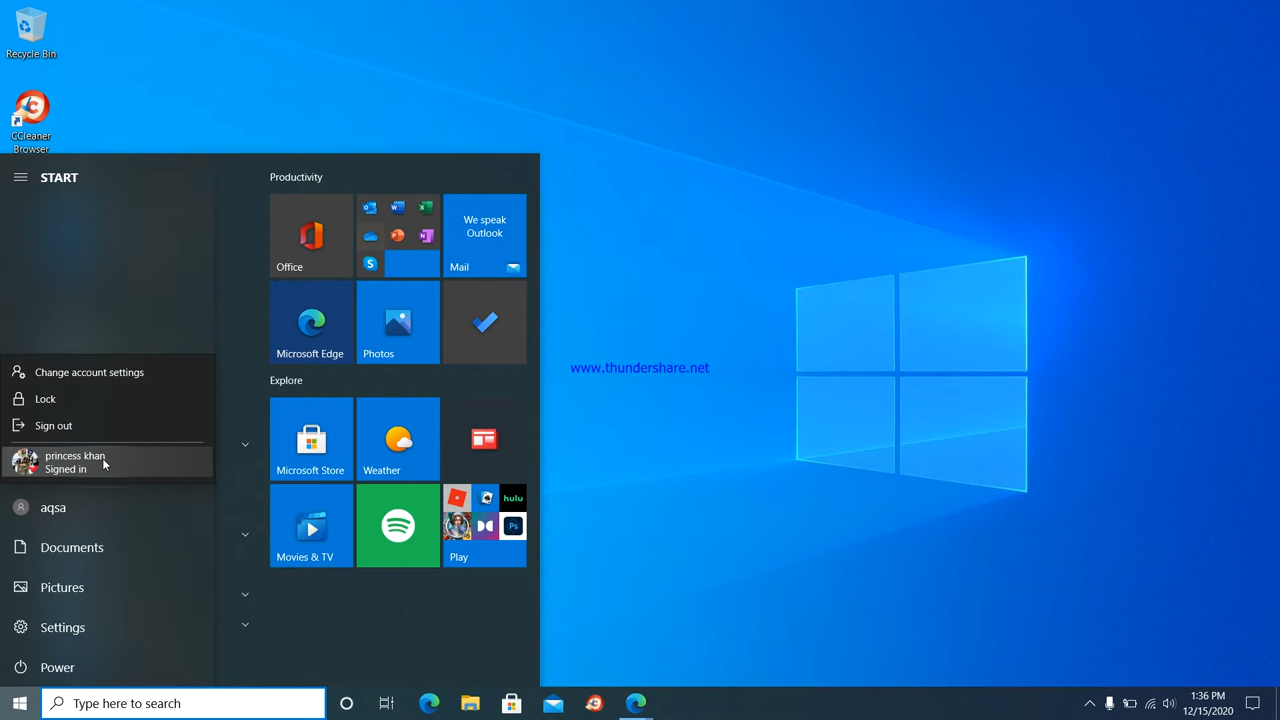 Recycle Bin
CCleaner
Browser
START
Change account settings
Lock
Sign out
princess khan
Signed in
aqsa
Documents
Pictures
Settings
Power
Productivity
Office
We speak
Outlook
Mail
Microsoft Edge
Photos
Explore
Microsoft Store
Weather
Movies & TV
hulu
Ps
Play
www.thundershare.net
Type here to search
1:36 PM
12/15/2020